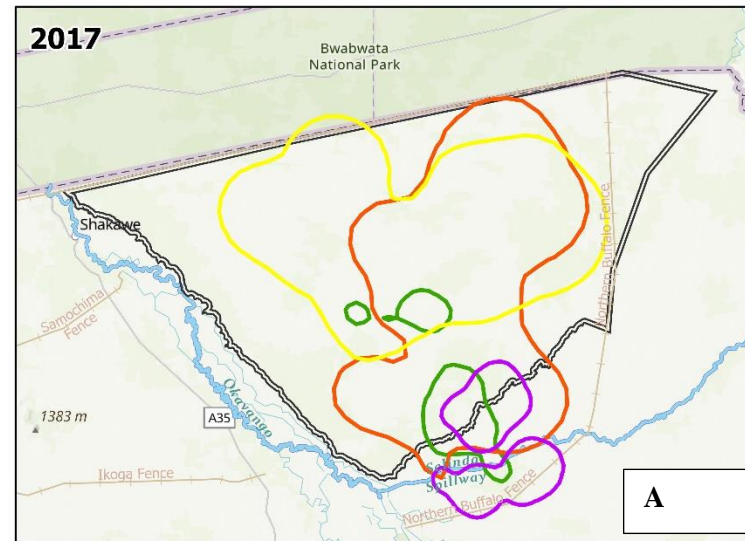 2017
Bwabwata
National Park
Shakawe
Samochima
Fence
Northern Buffalo Fence
Okavango
1383 m
A35
Selinda
Spillway
Ikoga Fence
Northern Buffalo Fence
A